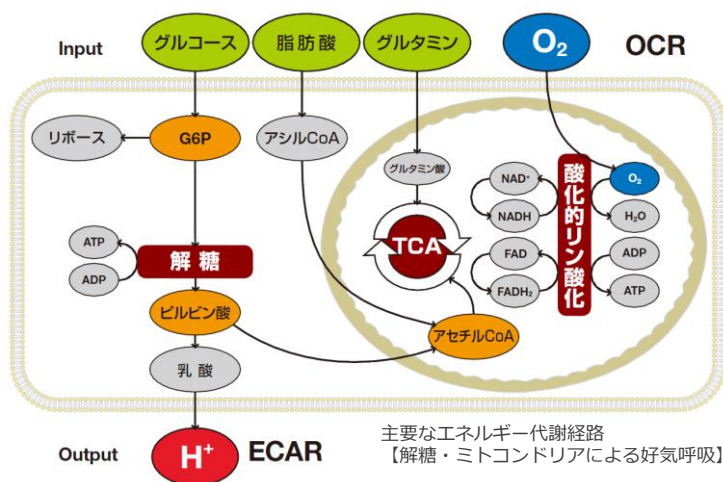 Input
グルコース
脂肪酸
グルタミン
O₂
OCR
リボース
G6P
アシルCoA
グルタミン酸
NAD⁺
NADH
FAD
FADH₂
酸化的リン酸化
O₂
H₂O
ADP
ATP
TCA
ATP
ADP
解糖
ピルビン酸
アセチルCoA
乳酸
Output
H⁺
ECAR
主要なエネルギー代謝経路
【解糖・ミトコンドリアによる好気呼吸】